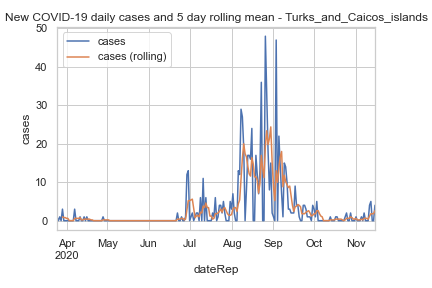 New COVID-19 daily cases and 5 day rolling mean - Turks_and_Caicos_islands
cases
cases (rolling)
50
40
30
20
10
0
cases
Apr May Jun Jul Aug Sep Oct Nov
2020
dateRep